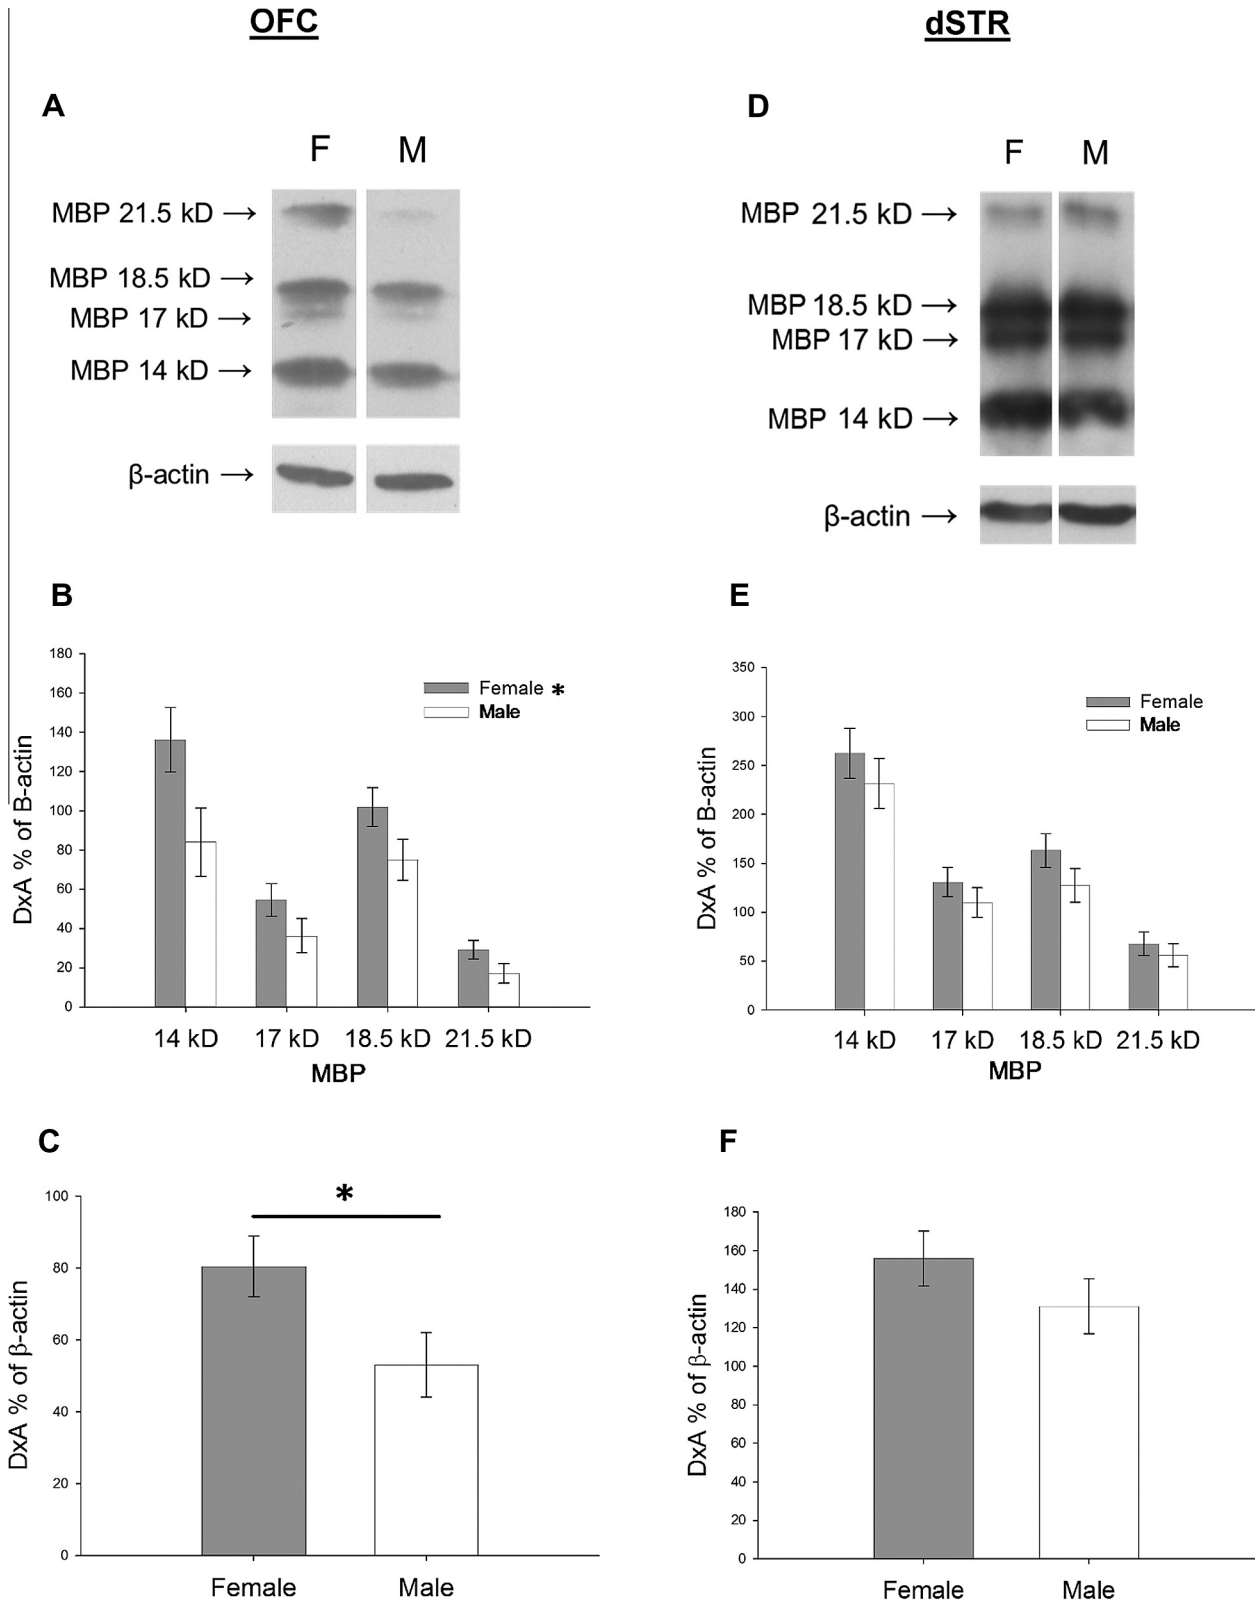 OFC
dSTR
A
F M
MBP 21.5 kD →
MBP 18.5 kD →
MBP 17 kD →
MBP 14 kD →
β-actin →
D
F M
MBP 21.5 kD →
MBP 18.5 kD →
MBP 17 kD →
MBP 14 kD →
β-actin →
B
180
160
140
120
100
80
60
40
20
0
DxA % of B-actin
Female *
Male
14 kD 17 kD 18.5 kD 21.5 kD
MBP
E
350
300
250
200
150
100
50
0
DxA % of B-actin
Female
Male
14 kD 17 kD 18.5 kD 21.5 kD
MBP
C
100
80
60
40
20
0
DxA % of β-actin
*
Female Male
F
180
160
140
120
100
80
60
40
20
0
DxA % of β-actin
Female Male